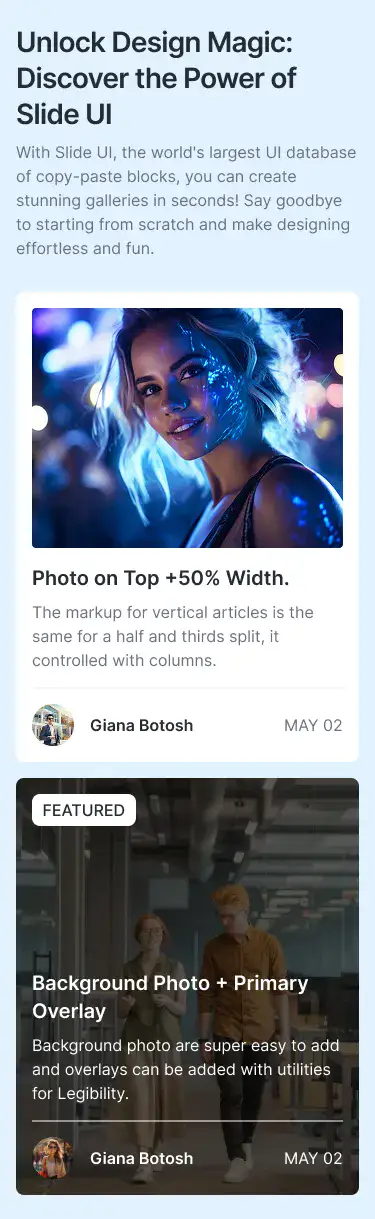 Unlock Design Magic:
Discover the Power of
Slide UI
With Slide UI, the world's largest UI database
of copy-paste blocks, you can create
stunning galleries in seconds! Say goodbye
to starting from scratch and make designing
effortless and fun.
Photo on Top +50% Width.
The markup for vertical articles is the
same for a half and thirds split, it
controlled with columns.
Giana Botosh MAY 02
FEATURED
Background Photo + Primary
Overlay
Background photo are super easy to add
and overlays can be added with utilities
for Legibility.
Giana Botosh MAY 02